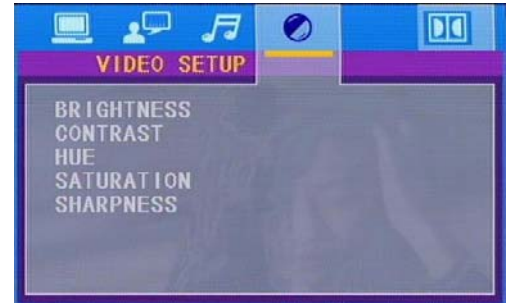 VIDEO SETUP
BRIGHTNESS
CONTRAST
HUE
SATURATION
SHARPNESS